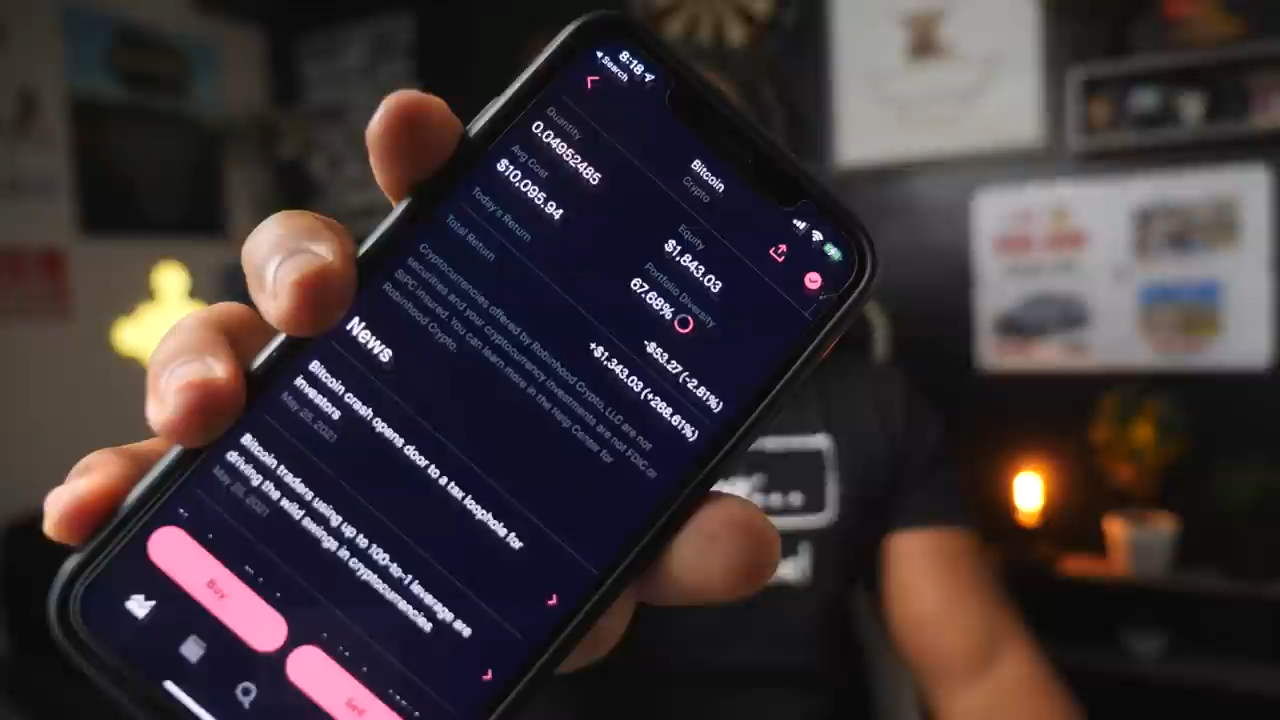 8:18
Search
Bitcoin
Crypto
Quantity
0.04952485
Equity
$1,843.03
Avg Cost
$10,095.94
Portfolio Diversity
67.68%
Today's Return
-$53.27 (-2.81%)
Total Return
+$1,343.03 (+268.61%)
Cryptocurrencies offered by Robinhood Crypto, LLC are not
securities and your cryptocurrency investments are not FDIC or
SIPC insured. You can learn more in the Help Center for
Robinhood Crypto.
News
Bitcoin crash opens door to a tax loophole for
investors
May 25, 2021
Bitcoin traders using up to 100-to-1 leverage are
driving the wild swings in cryptocurrencies
May 25, 2021
Buy
Sell